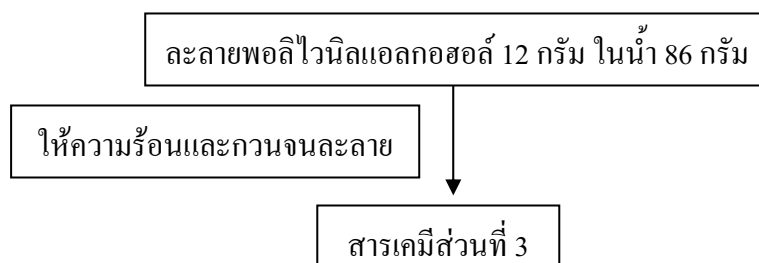 ละลายพอลิไวนิลแอลกอฮอล์ 12 กรัม ในน้ำ 86 กรัม
ให้ความร้อนและกวนจนละลาย
สารเคมีส่วนที่ 3